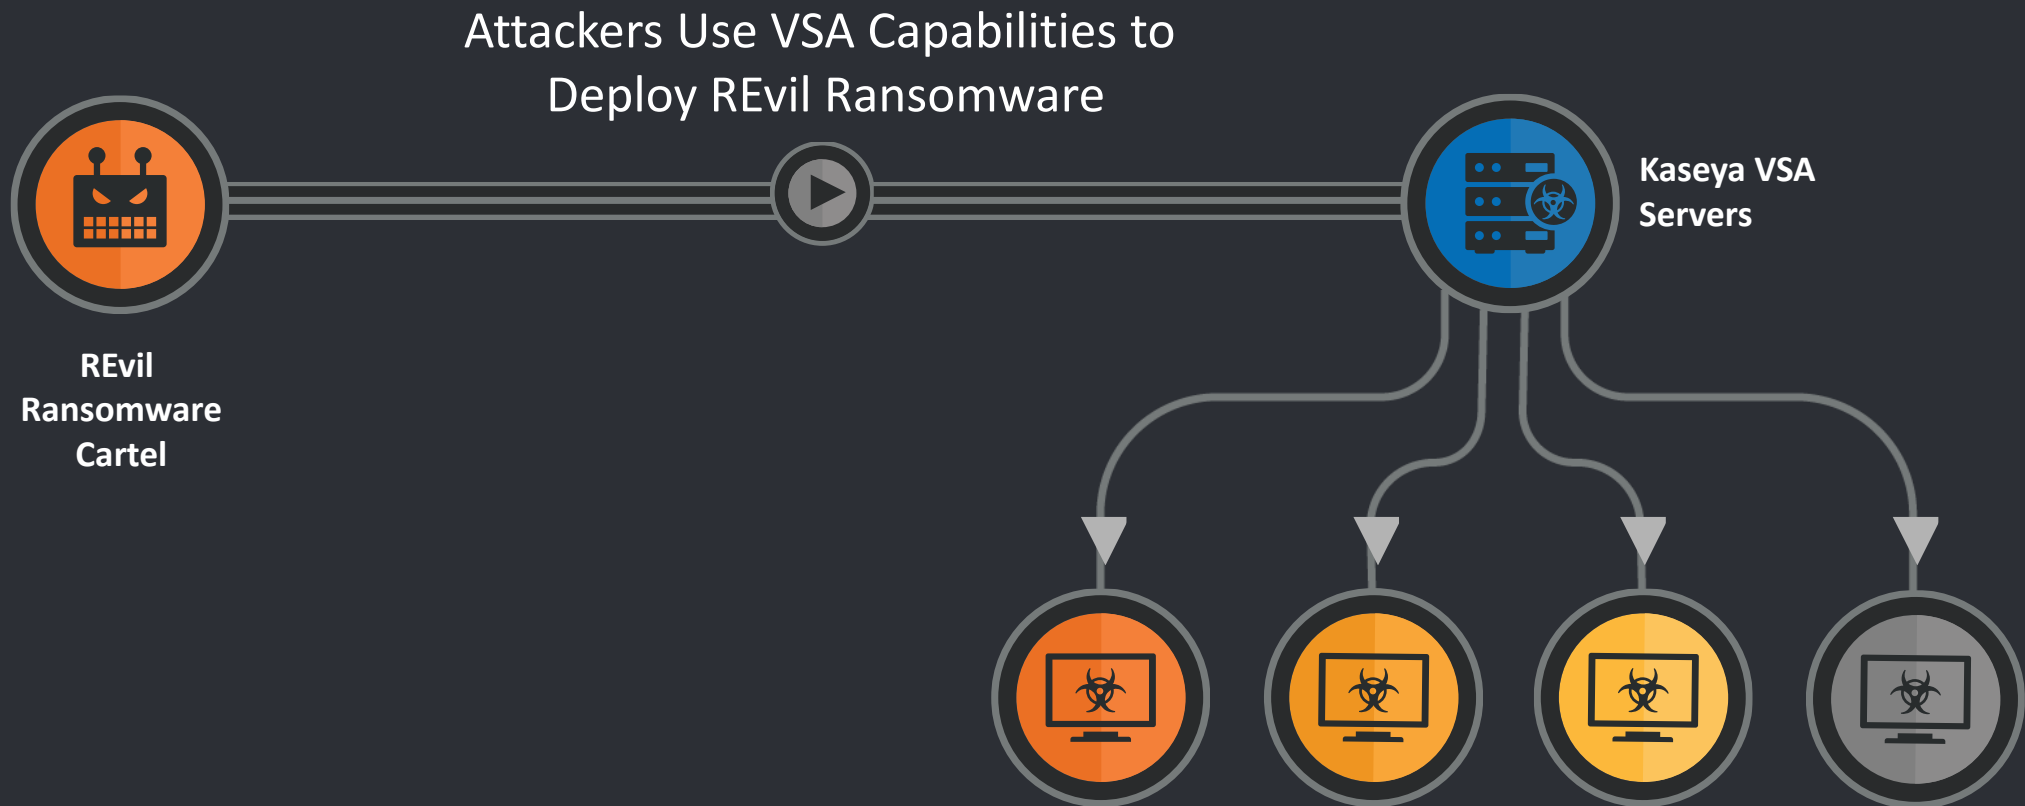 Attackers Use VSA Capabilities to
Deploy REvil Ransomware
Kaseya VSA
Servers
REvil
Ransomware
Cartel